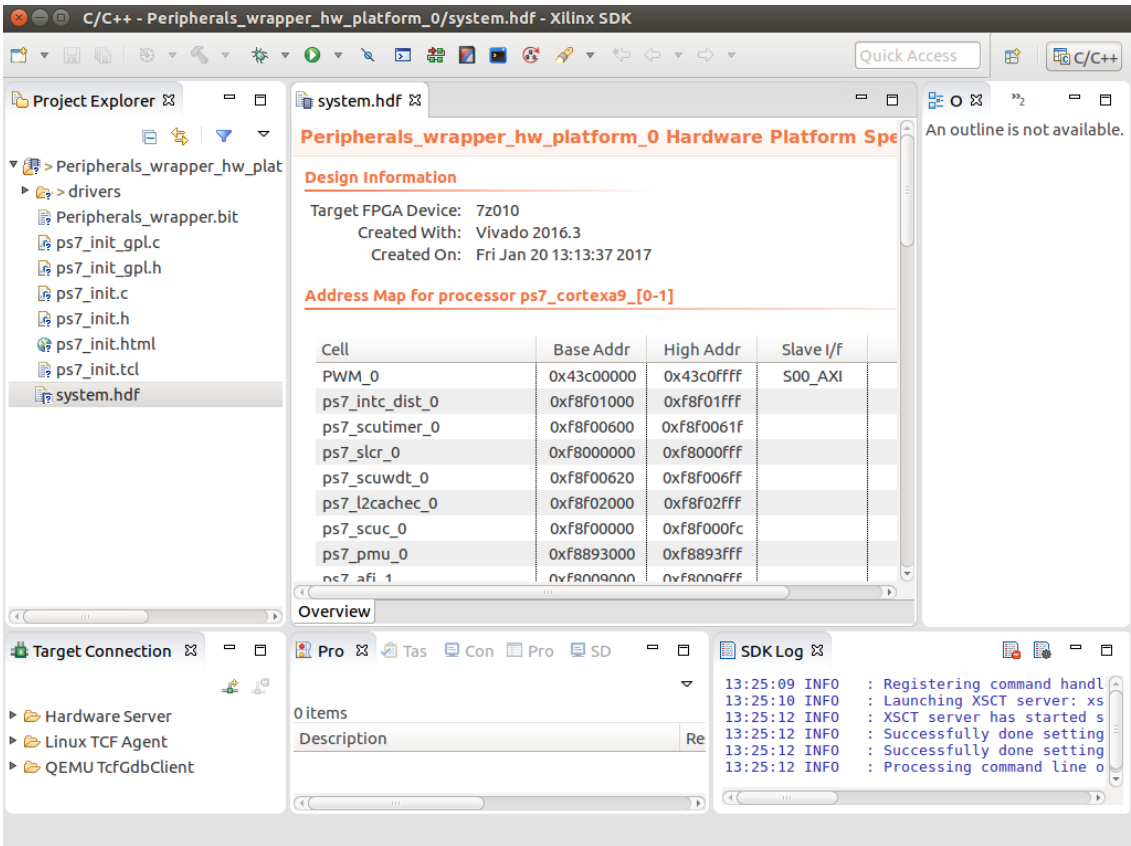 C/C++ - Peripherals_wrapper_hw_platform_0/system.hdf - Xilinx SDK
Quick Access
C/C++
Project Explorer
> Peripherals_wrapper_hw_plat
> drivers
Peripherals_wrapper.bit
ps7_init_gpl.c
ps7_init_gpl.h
ps7_init.c
ps7_init.h
ps7_init.html
ps7_init.tcl
system.hdf
system.hdf
Peripherals_wrapper_hw_platform_0 Hardware Platform Spe
Design Information
Target FPGA Device: 7z010
Created With: Vivado 2016.3
Created On: Fri Jan 20 13:13:37 2017
Address Map for processor ps7_cortexa9_[0-1]
Cell Base Addr High Addr Slave I/f
PWM_0 0x43c00000 0x43c0ffff S00_AXI
ps7_intc_dist_0 0xf8f01000 0xf8f01fff
ps7_scutimer_0 0xf8f00600 0xf8f0061f
ps7_slcr_0 0xf8000000 0xf8000fff
ps7_scuwdt_0 0xf8f00620 0xf8f006ff
ps7_l2cachec_0 0xf8f02000 0xf8f02fff
ps7_scuc_0 0xf8f00000 0xf8f000fc
ps7_pmu_0 0xf8893000 0xf8893fff
ps7_afi_1 0xf8009000 0xf8009fff
Overview
O
»2
An outline is not available.
Target Connection
Hardware Server
Linux TCF Agent
QEMU TcfGdbClient
Pro Tas Con Pro SD
0 items
Description Re
SDK Log
13:25:09 INFO : Registering command handl
13:25:10 INFO : Launching XSCT server: xs
13:25:12 INFO : XSCT server has started s
13:25:12 INFO : Successfully done setting
13:25:12 INFO : Successfully done setting
13:25:12 INFO : Processing command line o